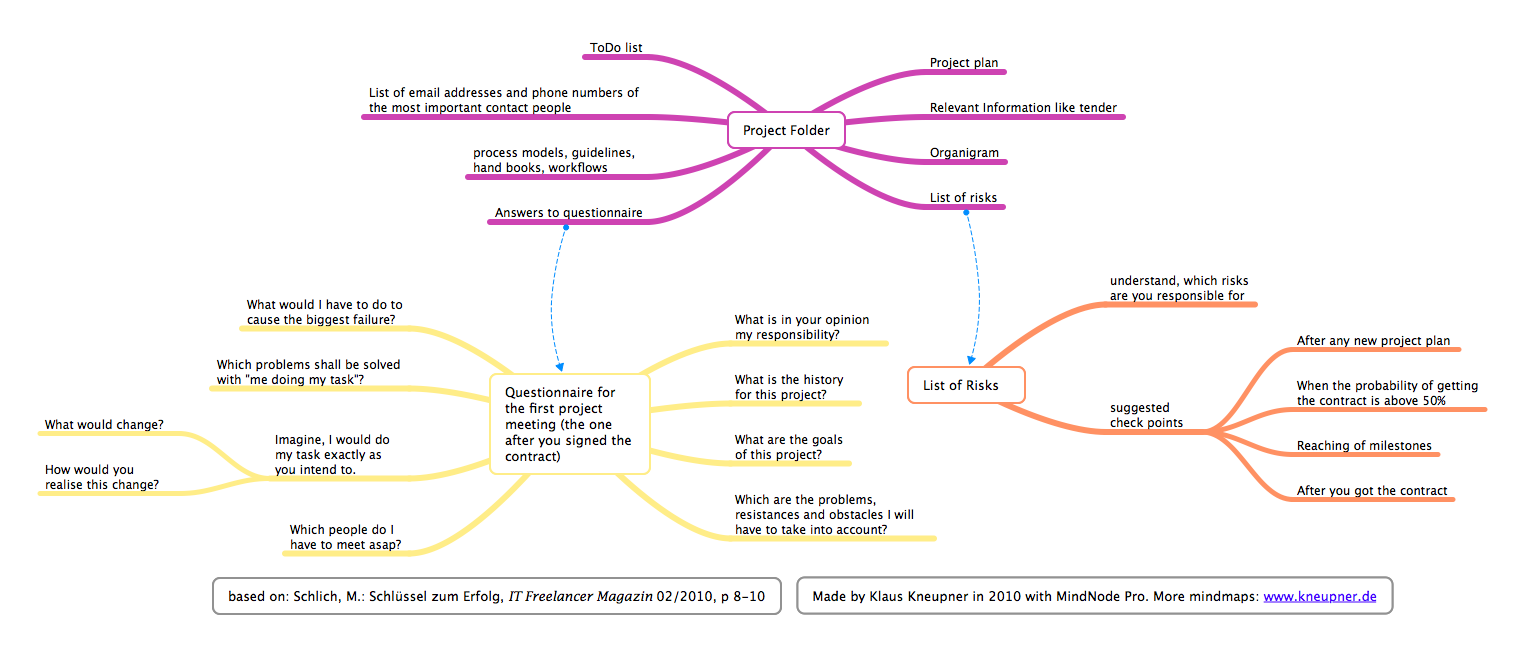 ToDo list
List of email addresses and phone numbers of
the most important contact people
process models, guidelines,
hand books, workflows
Answers to questionnaire
Project Folder
Project plan
Relevant Information like tender
Organigram
List of risks
What would I have to do to
cause the biggest failure?
Which problems shall be solved
with "me doing my task"?
What would change?
How would you
realise this change?
Imagine, I would do
my task exactly as
you intend to.
Which people do I
have to meet asap?
Questionnaire for
the first project
meeting (the one
after you signed the
contract)
What is in your opinion
my responsibility?
What is the history
for this project?
What are the goals
of this project?
Which are the problems,
resistances and obstacles I will
have to take into account?
List of Risks
understand, which risks
are you responsible for
suggested
check points
After any new project plan
When the probability of getting
the contract is above 50%
Reaching of milestones
After you got the contract
based on: Schlich, M.: Schlüssel zum Erfolg, IT Freelancer Magazin 02/2010, p 8–10
Made by Klaus Kneupner in 2010 with MindNode Pro. More mindmaps: www.kneupner.de